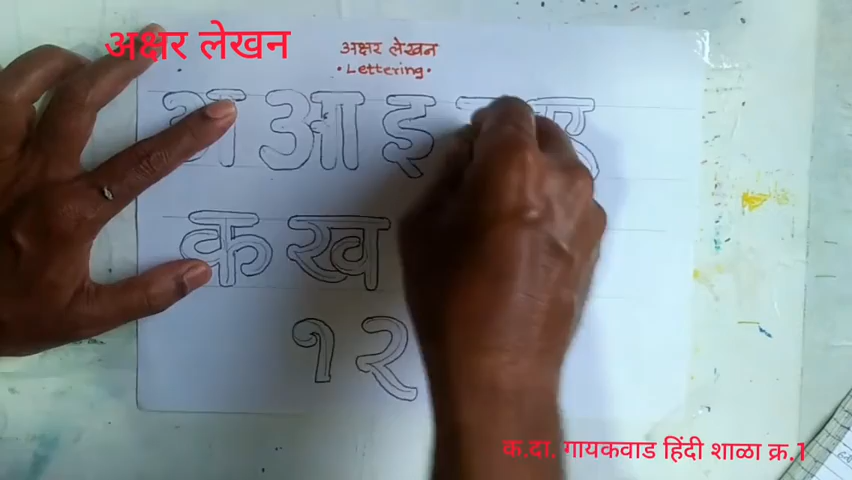 अक्षर लेखन
अक्षर लेखन
• Lettering •
अ आ इ
क ख
१ २
क.दा. गायकवाड हिंदी शाळा क्र.1